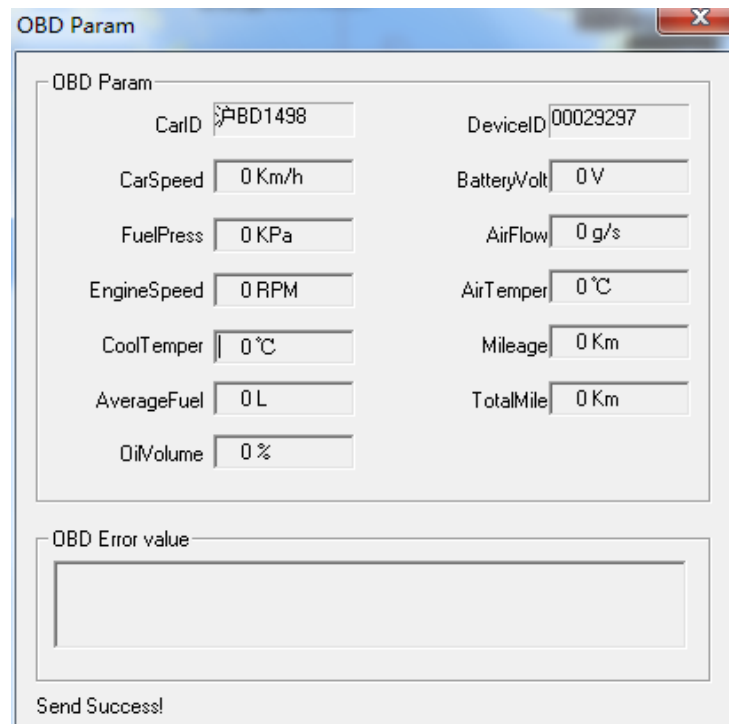 OBD Param
OBD Param
CarID 沪BD1498 DeviceID 00029297
CarSpeed 0 Km/h BatteryVolt 0 V
FuelPress 0 KPa AirFlow 0 g/s
EngineSpeed 0 RPM AirTemper 0 ℃
CoolTemper 0 ℃ Mileage 0 Km
AverageFuel 0 L TotalMile 0 Km
OilVolume 0 %
OBD Error value
Send Success!